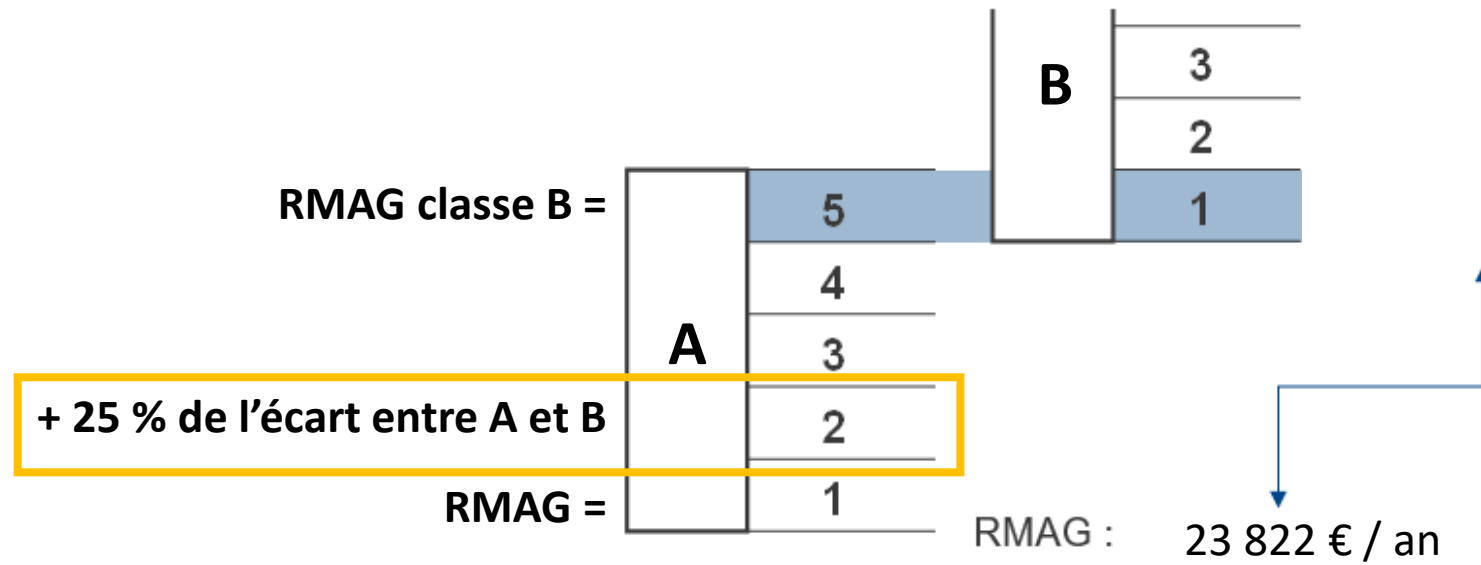 3
B
2
RMAG classe B =
5
1
4
A
3
+ 25 % de l’écart entre A et B
2
RMAG =
1
RMAG :
23 822 € / an